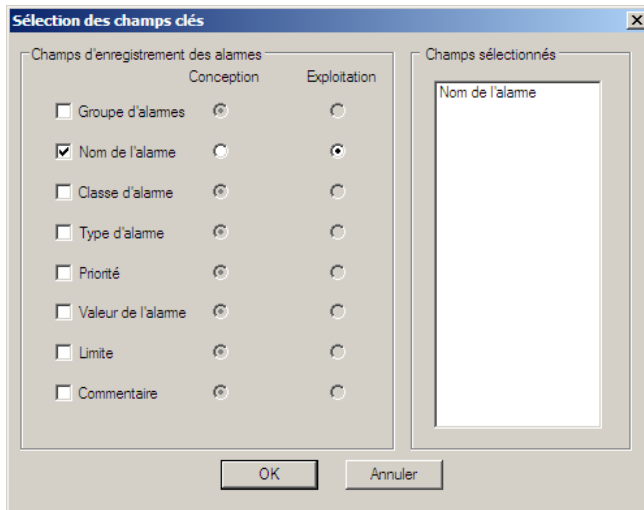 Sélection des champs clés
Champs d'enregistrement des alarmes
Conception Exploitation
Groupe d'alarmes
Nom de l'alarme
Classe d'alarme
Type d'alarme
Priorité
Valeur de l'alarme
Limite
Commentaire
Champs sélectionnés
Nom de l'alarme
OK Annuler